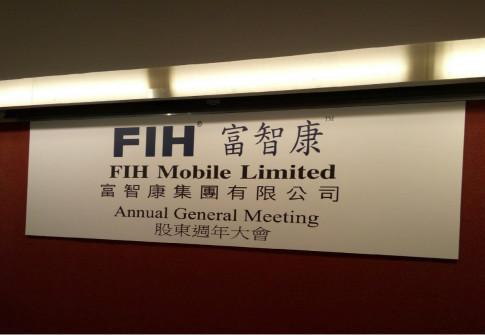 FIH® 富智康™
FIH Mobile Limited
富智康集團有限公司
Annual General Meeting
股東週年大會